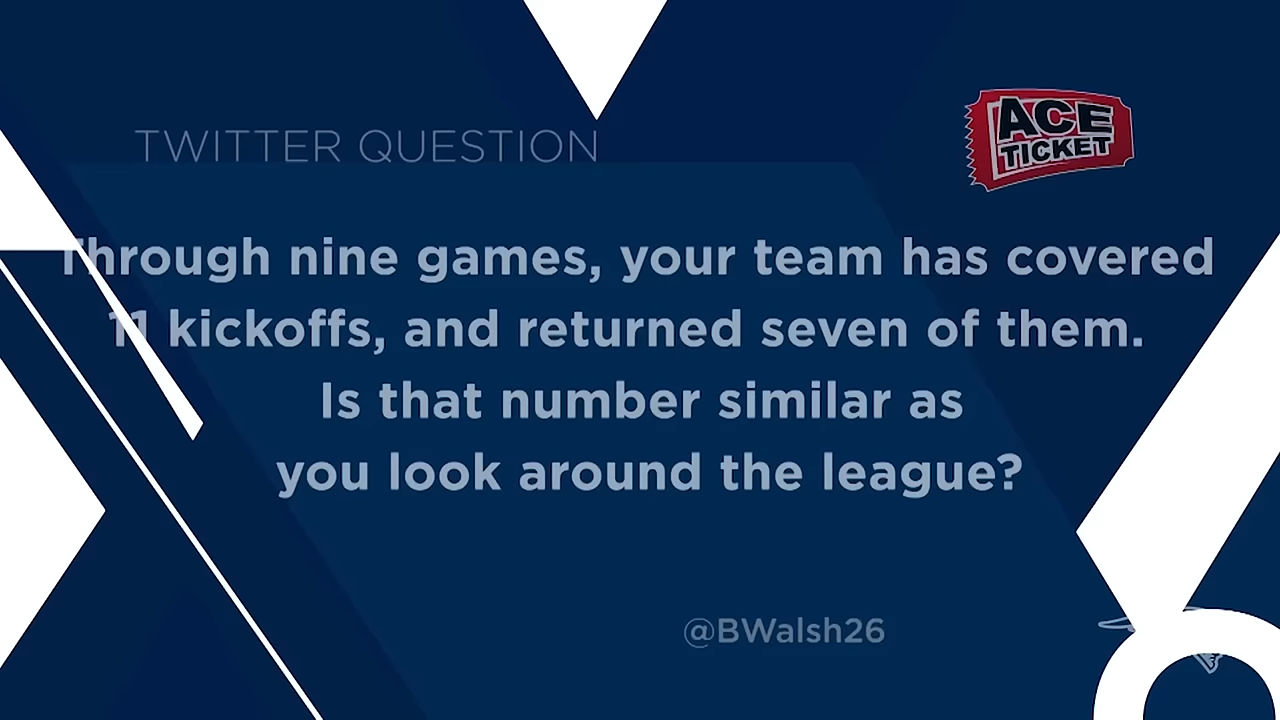 TWITTER QUESTION
ACE
TICKET
Through nine games, your team has covered
11 kickoffs, and returned seven of them.
Is that number similar as
you look around the league?
@BWalsh26